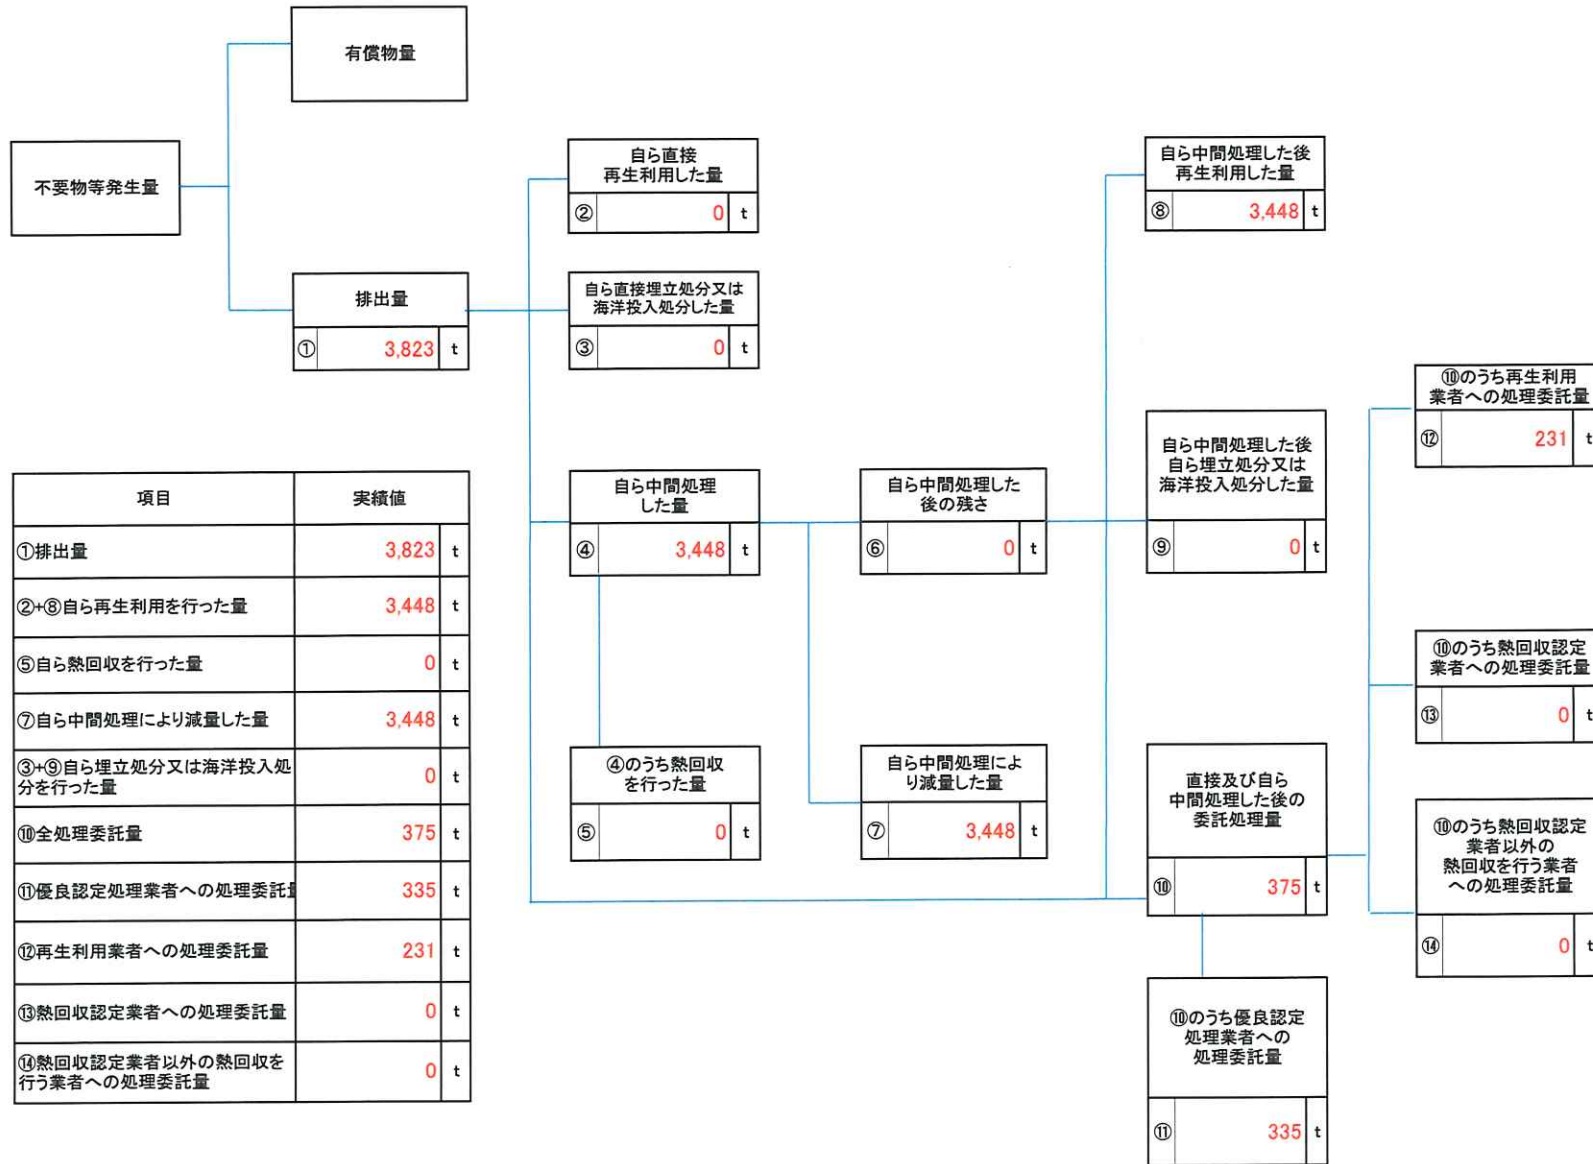 有償物量
不要物等発生量
排出量
① 3,823 t
自ら直接
再生利用した量
② 0 t
自ら直接埋立処分又は
海洋投入処分した量
③ 0 t
自ら中間処理
した量
④ 3,448 t
④のうち熱回収
を行った量
⑤ 0 t
自ら中間処理した
後の残さ
⑥ 0 t
自ら中間処理によ
り減量した量
⑦ 3,448 t
自ら中間処理した後
再生利用した量
⑧ 3,448 t
自ら中間処理した後
自ら埋立処分又は
海洋投入処分した量
⑨ 0 t
直接及び自ら
中間処理した後の
委託処理量
⑩ 375 t
⑩のうち優良認定
処理業者への
処理委託量
⑪ 335 t
⑩のうち再生利用
業者への処理委託量
⑫ 231 t
⑩のうち熱回収認定
業者への処理委託量
⑬ 0 t
⑩のうち熱回収認定
業者以外の
熱回収を行う業者
への処理委託量
⑭ 0 t
項目 実績値
①排出量 3,823 t
②+⑧自ら再生利用を行った量 3,448 t
⑤自ら熱回収を行った量 0 t
⑦自ら中間処理により減量した量 3,448 t
③+⑨自ら埋立処分又は海洋投入処
分を行った量 0 t
⑩全処理委託量 375 t
⑪優良認定処理業者への処理委託量 335 t
⑫再生利用業者への処理委託量 231 t
⑬熱回収認定業者への処理委託量 0 t
⑭熱回収認定業者以外の熱回収を
行う業者への処理委託量 0 t